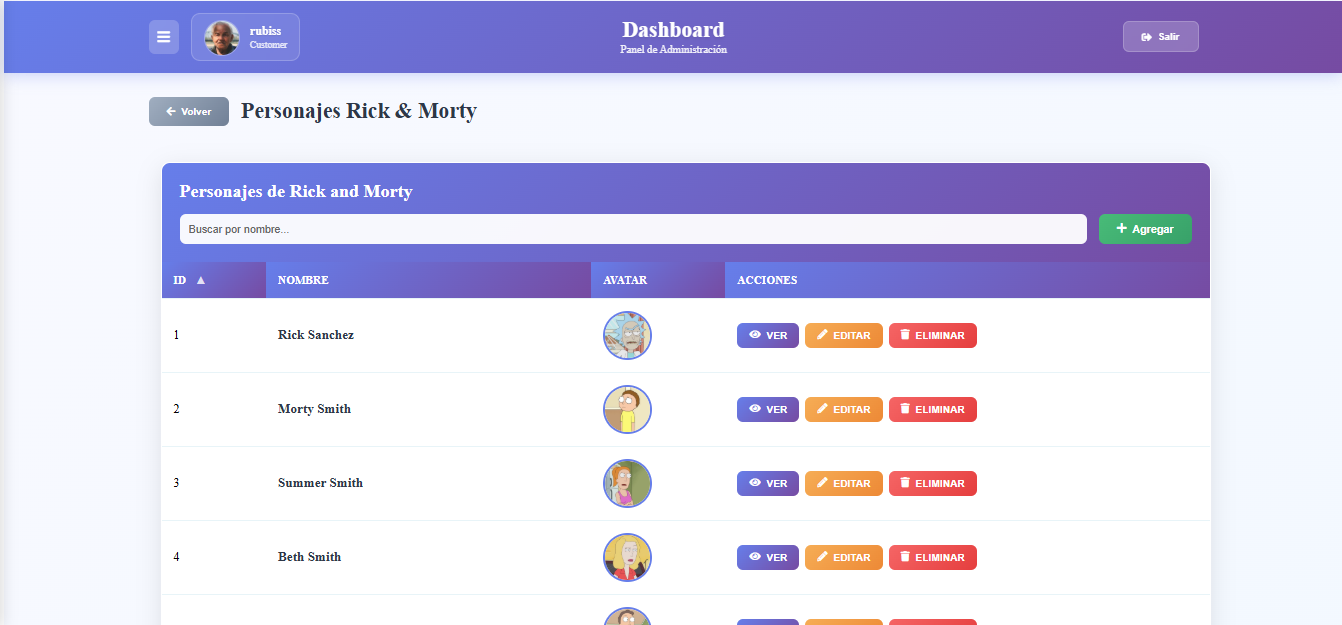 rubiss
Customer
Dashboard
Panel de Administración
Salir
Volver
Personajes Rick & Morty
Personajes de Rick and Morty
Buscar por nombre...
Agregar
ID ▲ NOMBRE AVATAR ACCIONES
1 Rick Sanchez VER EDITAR ELIMINAR
2 Morty Smith VER EDITAR ELIMINAR
3 Summer Smith VER EDITAR ELIMINAR
4 Beth Smith VER EDITAR ELIMINAR